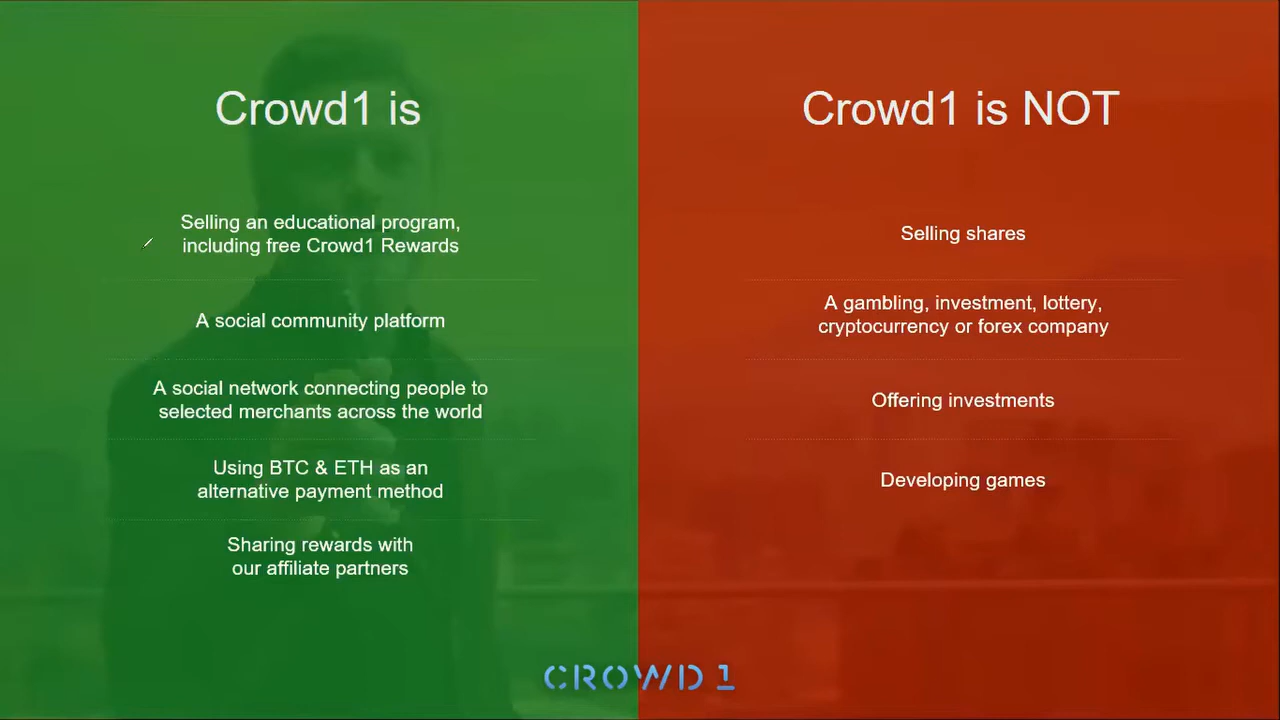 Crowd1 is
Selling an educational program,
including free Crowd1 Rewards
A social community platform
A social network connecting people to
selected merchants across the world
Using BTC & ETH as an
alternative payment method
Sharing rewards with
our affiliate partners
Crowd1 is NOT
Selling shares
A gambling, investment, lottery,
cryptocurrency or forex company
Offering investments
Developing games
CROWD 1